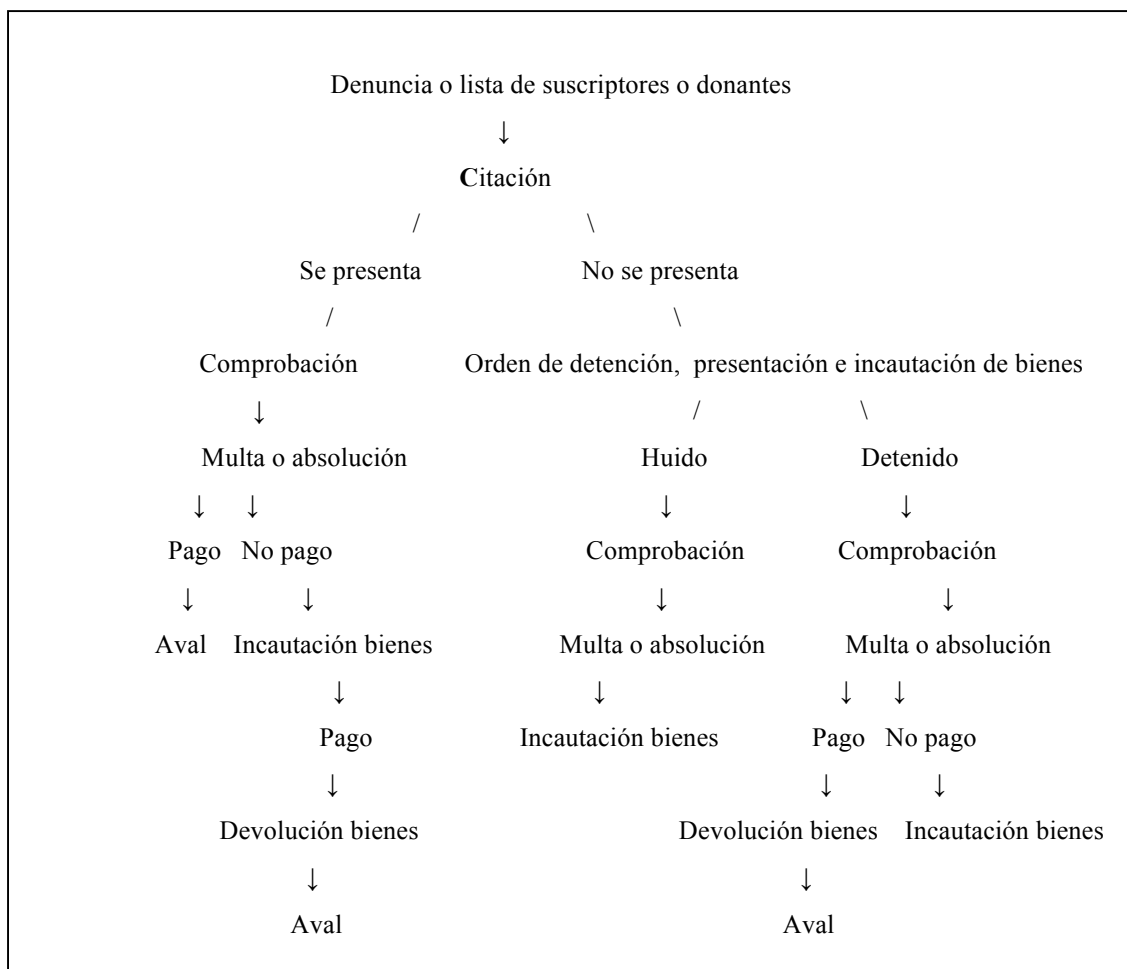 Denuncia o lista de suscriptores o donantes
↓
Citación
/ \
Se presenta No se presenta
/ \
Comprobación Orden de detención, presentación e incautación de bienes
↓ / \
Multa o absolución Huido Detenido
↓ ↓ ↓ ↓
Pago No pago Comprobación Comprobación
↓ ↓ ↓ ↓
Aval Incautación bienes Multa o absolución Multa o absolución
↓ ↓ ↓ ↓
Pago Incautación bienes Pago No pago
↓ ↓ ↓
Devolución bienes Devolución bienes Incautación bienes
↓ ↓
Aval Aval